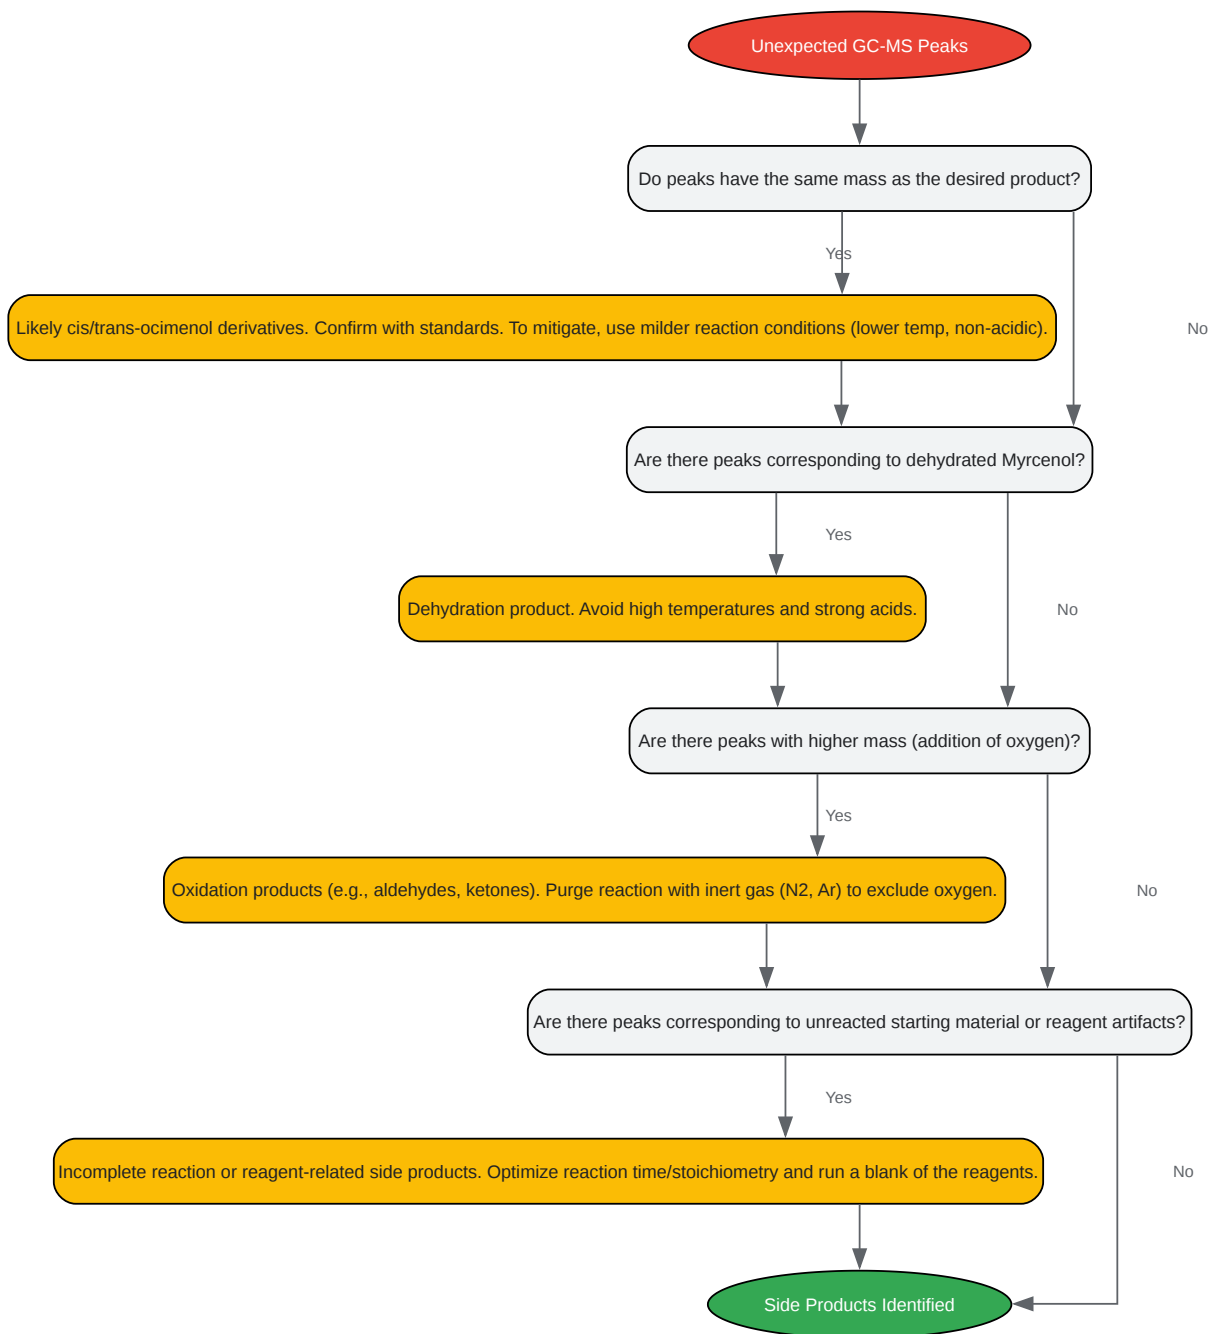 Unexpected GC-MS Peaks
Do peaks have the same mass as the desired product?
Yes
Likely cis/trans-ocimenol derivatives. Confirm with standards. To mitigate, use milder reaction conditions (lower temp, non-acidic).
No
Are there peaks corresponding to dehydrated Myrcenol?
Yes
Dehydration product. Avoid high temperatures and strong acids.
No
Are there peaks with higher mass (addition of oxygen)?
Yes
Oxidation products (e.g., aldehydes, ketones). Purge reaction with inert gas (N2, Ar) to exclude oxygen.
No
Are there peaks corresponding to unreacted starting material or reagent artifacts?
Yes
Incomplete reaction or reagent-related side products. Optimize reaction time/stoichiometry and run a blank of the reagents.
No
Side Products Identified